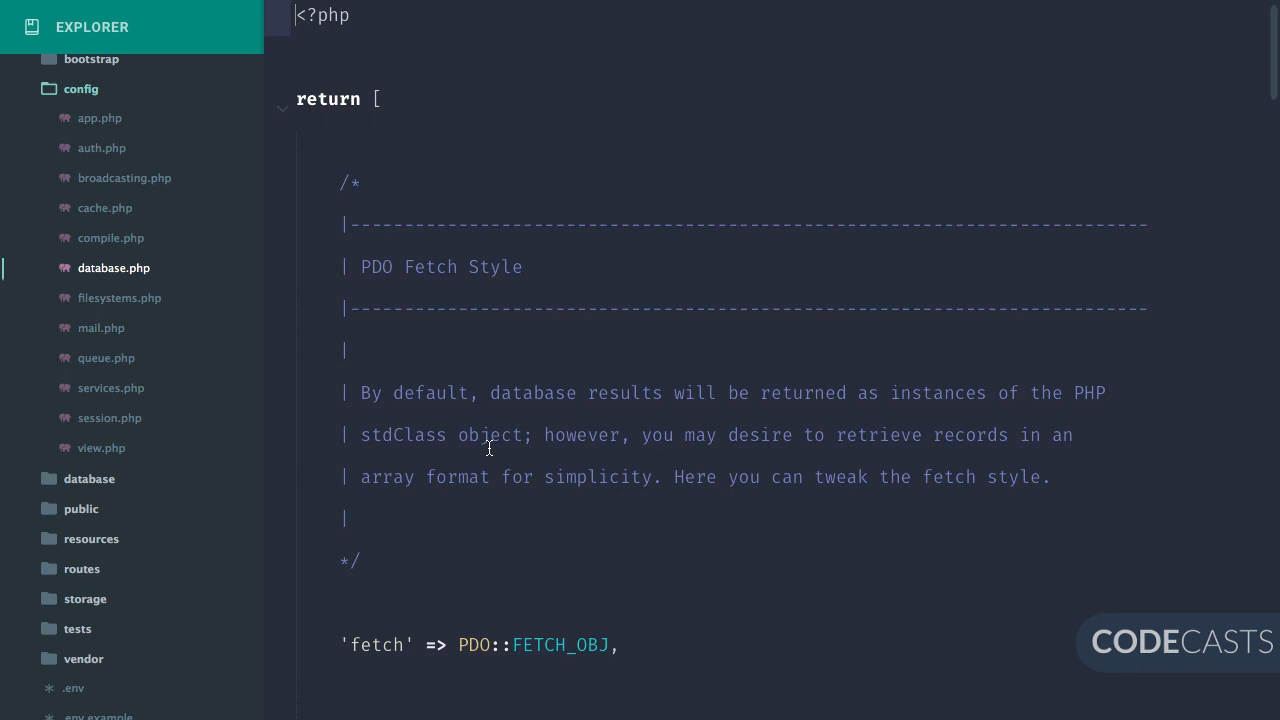 EXPLORER
bootstrap
config
app.php
auth.php
broadcasting.php
cache.php
compile.php
database.php
filesystems.php
mail.php
queue.php
services.php
session.php
view.php
database
public
resources
routes
storage
tests
vendor
.env
.env.example
<?php
return [
/*
|--------------------------------------------------------------------------
| PDO Fetch Style
|--------------------------------------------------------------------------
|
| By default, database results will be returned as instances of the PHP
| stdClass object; however, you may desire to retrieve records in an
| array format for simplicity. Here you can tweak the fetch style.
|
*/
'fetch' => PDO::FETCH_OBJ,
CODECASTS